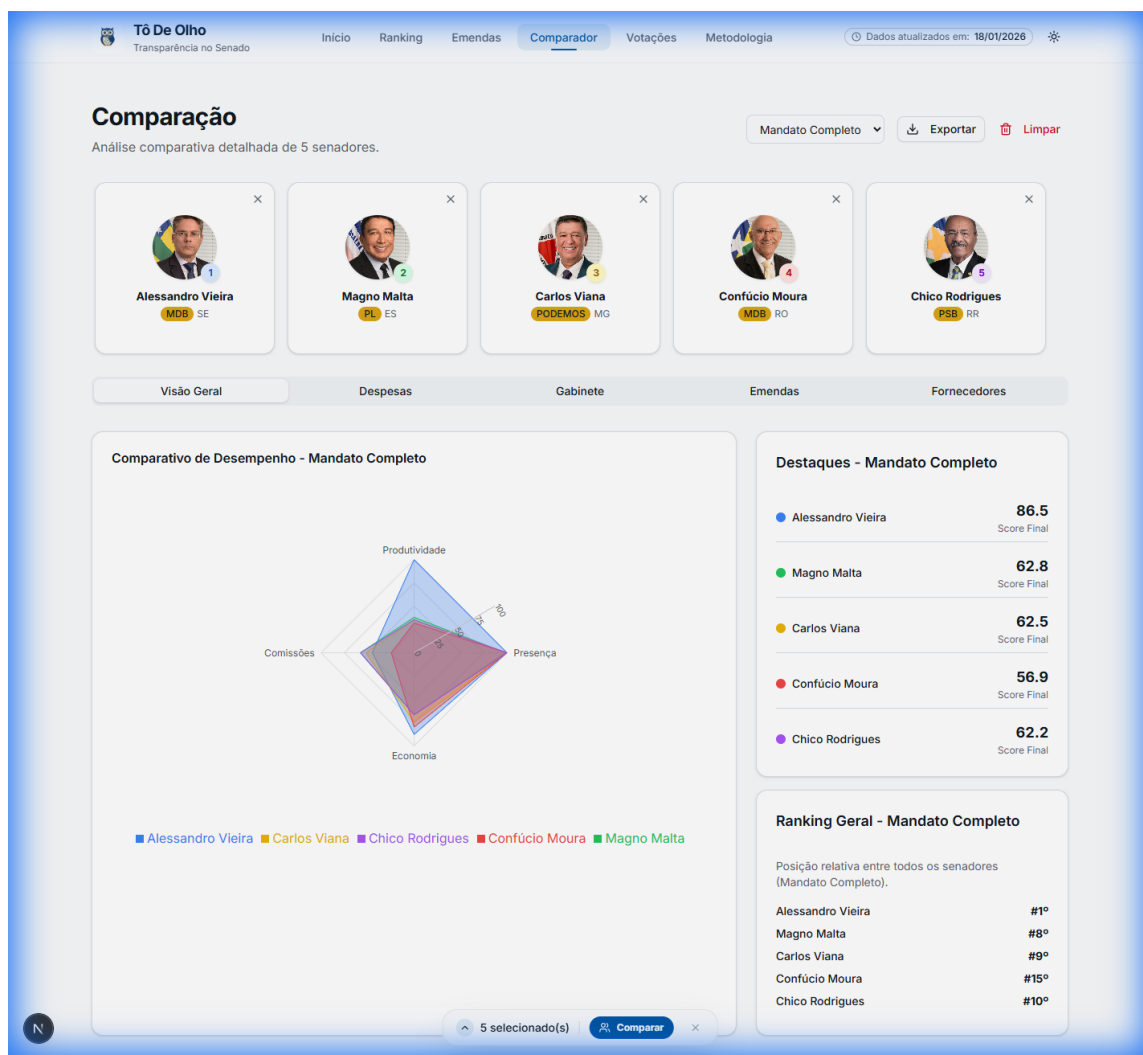 Tô De Olho
Transparência no Senado
Início
Ranking
Emendas
Comparador
Votações
Metodologia
Dados atualizados em: 18/01/2026
Comparação
Análise comparativa detalhada de 5 senadores.
Mandato Completo
Exportar
Limpar
1
Alessandro Vieira
MDB SE
2
Magno Malta
PL ES
3
Carlos Viana
PODEMOS MG
4
Confúcio Moura
MDB RO
5
Chico Rodrigues
PSB RR
Visão Geral
Despesas
Gabinete
Emendas
Fornecedores
Comparativo de Desempenho - Mandato Completo
Produtividade
Presença
Economia
Comissões
0
25
50
75
100
Alessandro Vieira
Carlos Viana
Chico Rodrigues
Confúcio Moura
Magno Malta
Destaques - Mandato Completo
Alessandro Vieira
86.5
Score Final
Magno Malta
62.8
Score Final
Carlos Viana
62.5
Score Final
Confúcio Moura
56.9
Score Final
Chico Rodrigues
62.2
Score Final
Ranking Geral - Mandato Completo
Posição relativa entre todos os senadores
(Mandato Completo).
Alessandro Vieira #1º
Magno Malta #8º
Carlos Viana #9º
Confúcio Moura #15º
Chico Rodrigues #10º
N
5 selecionado(s)
Comparar